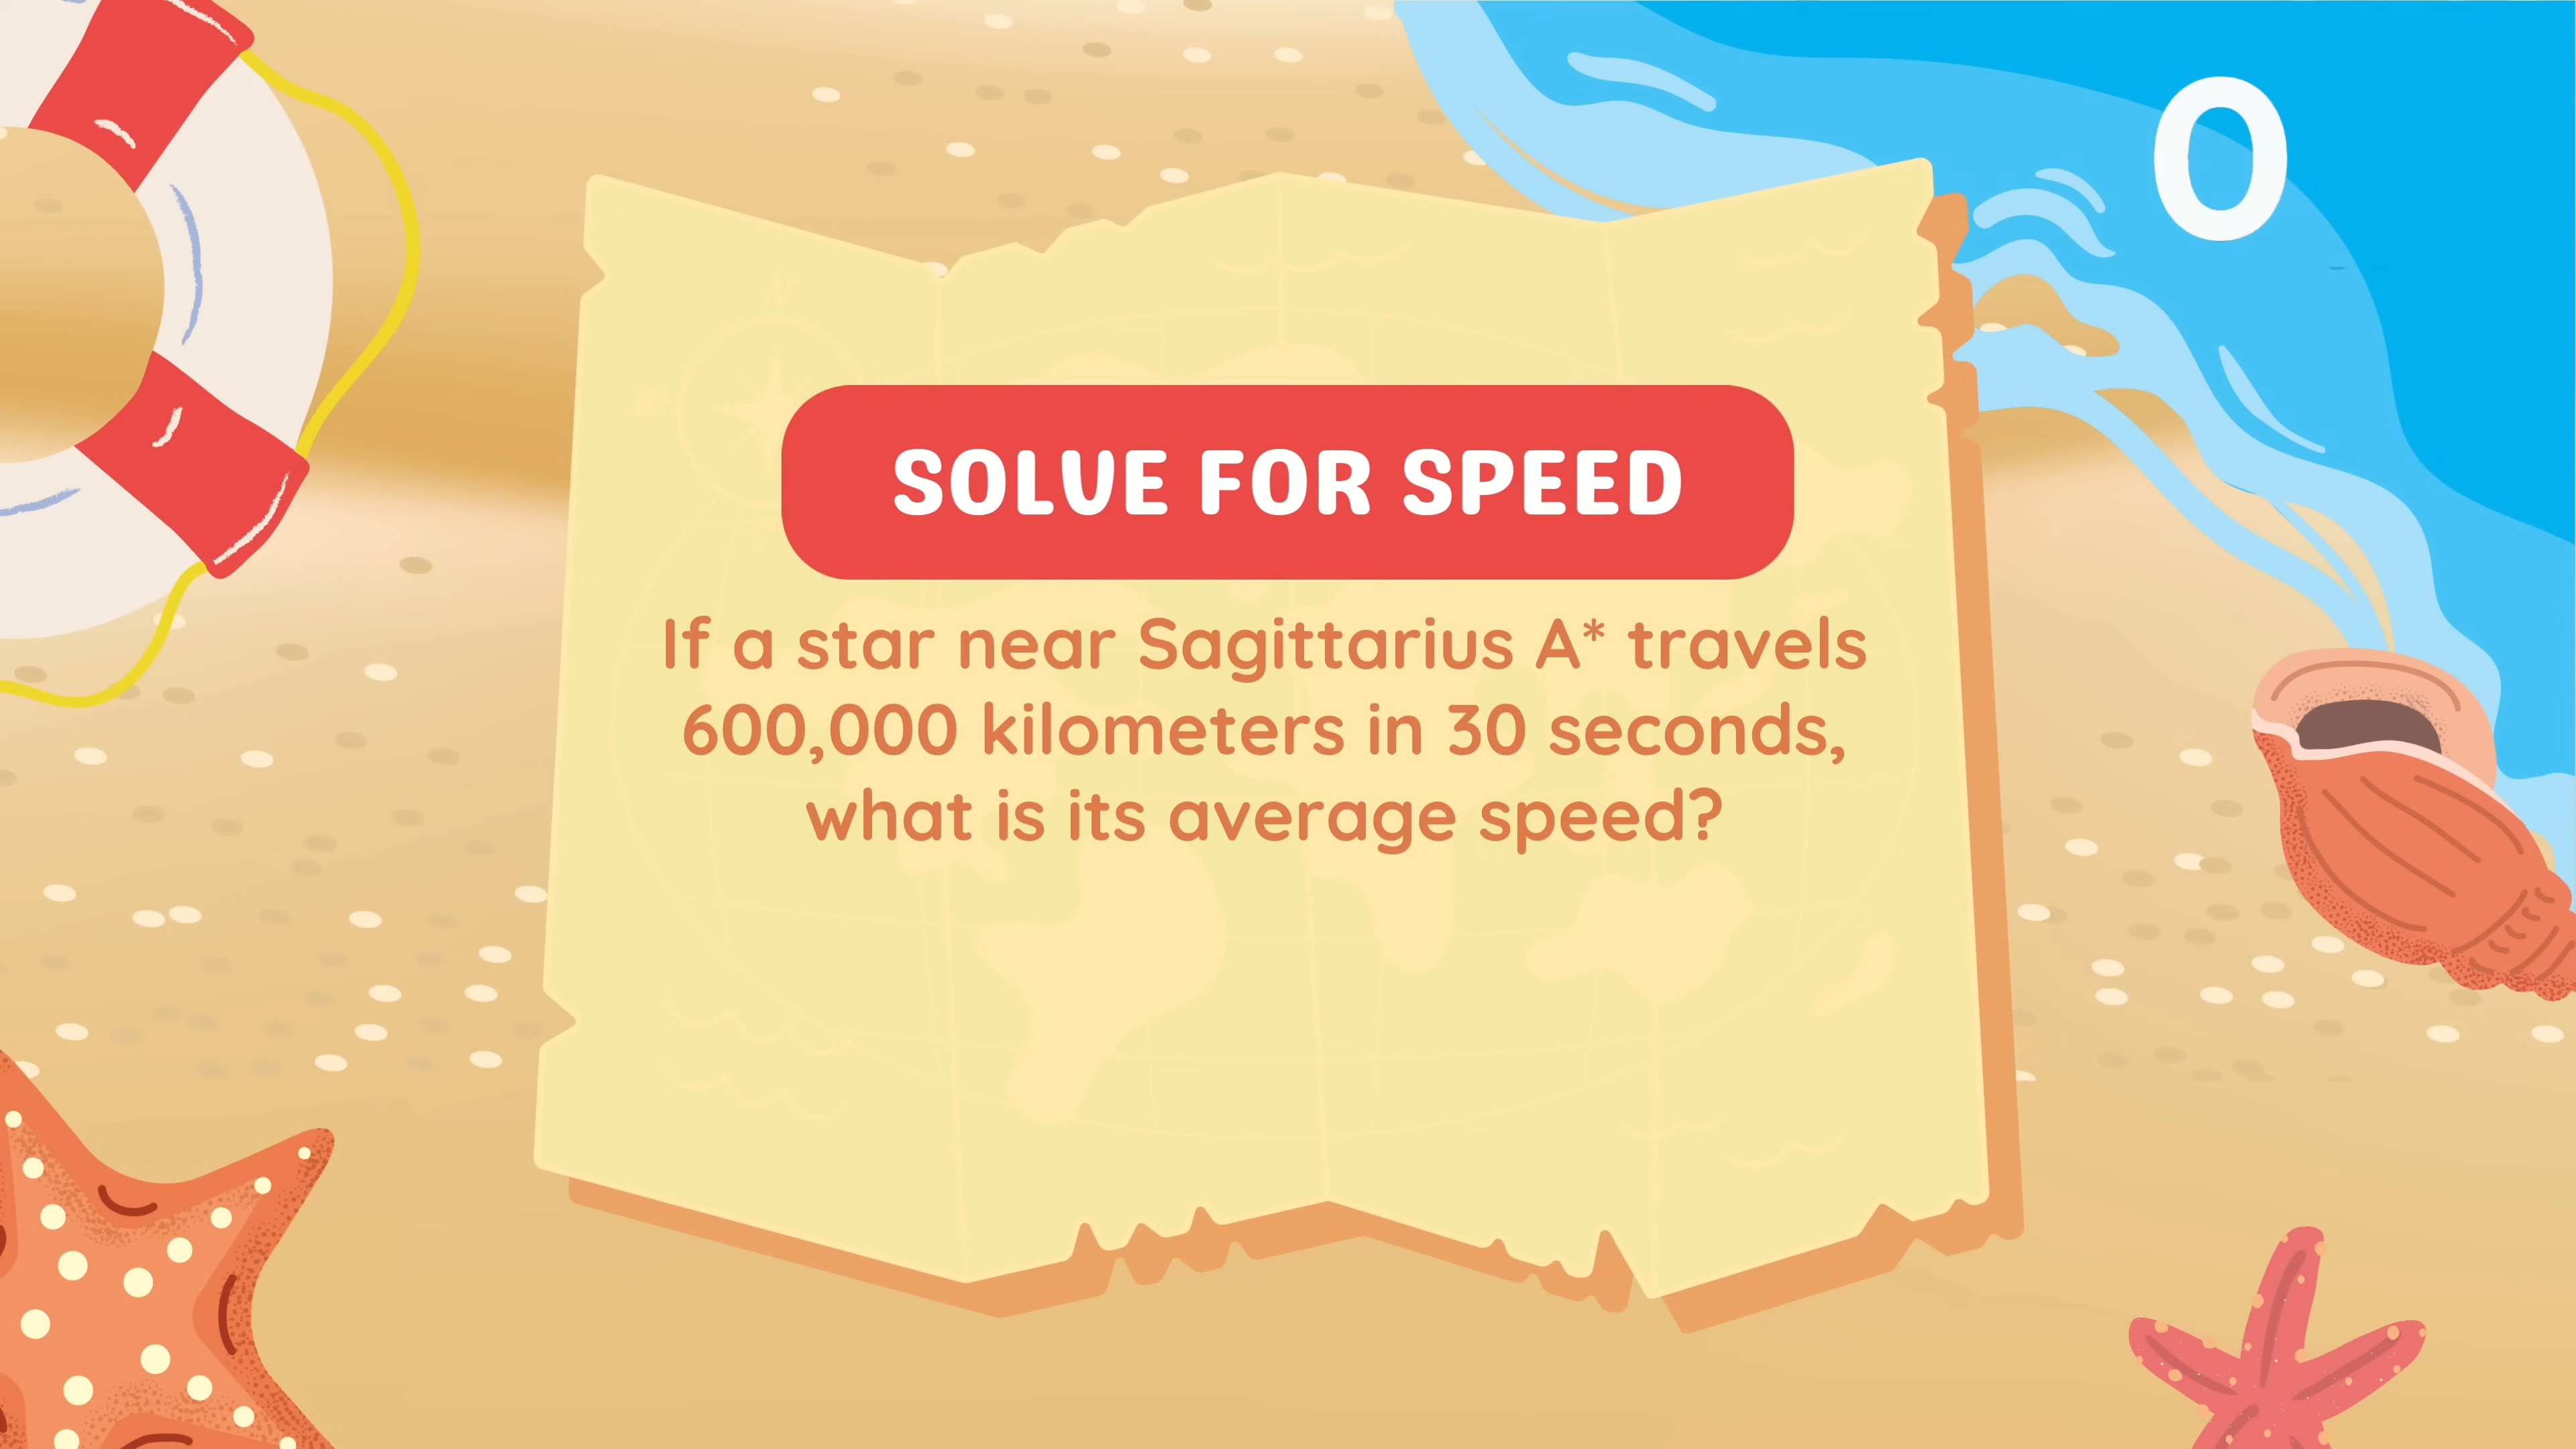 0
SOLVE FOR SPEED
If a star near Sagittarius A* travels
600,000 kilometers in 30 seconds,
what is its average speed?